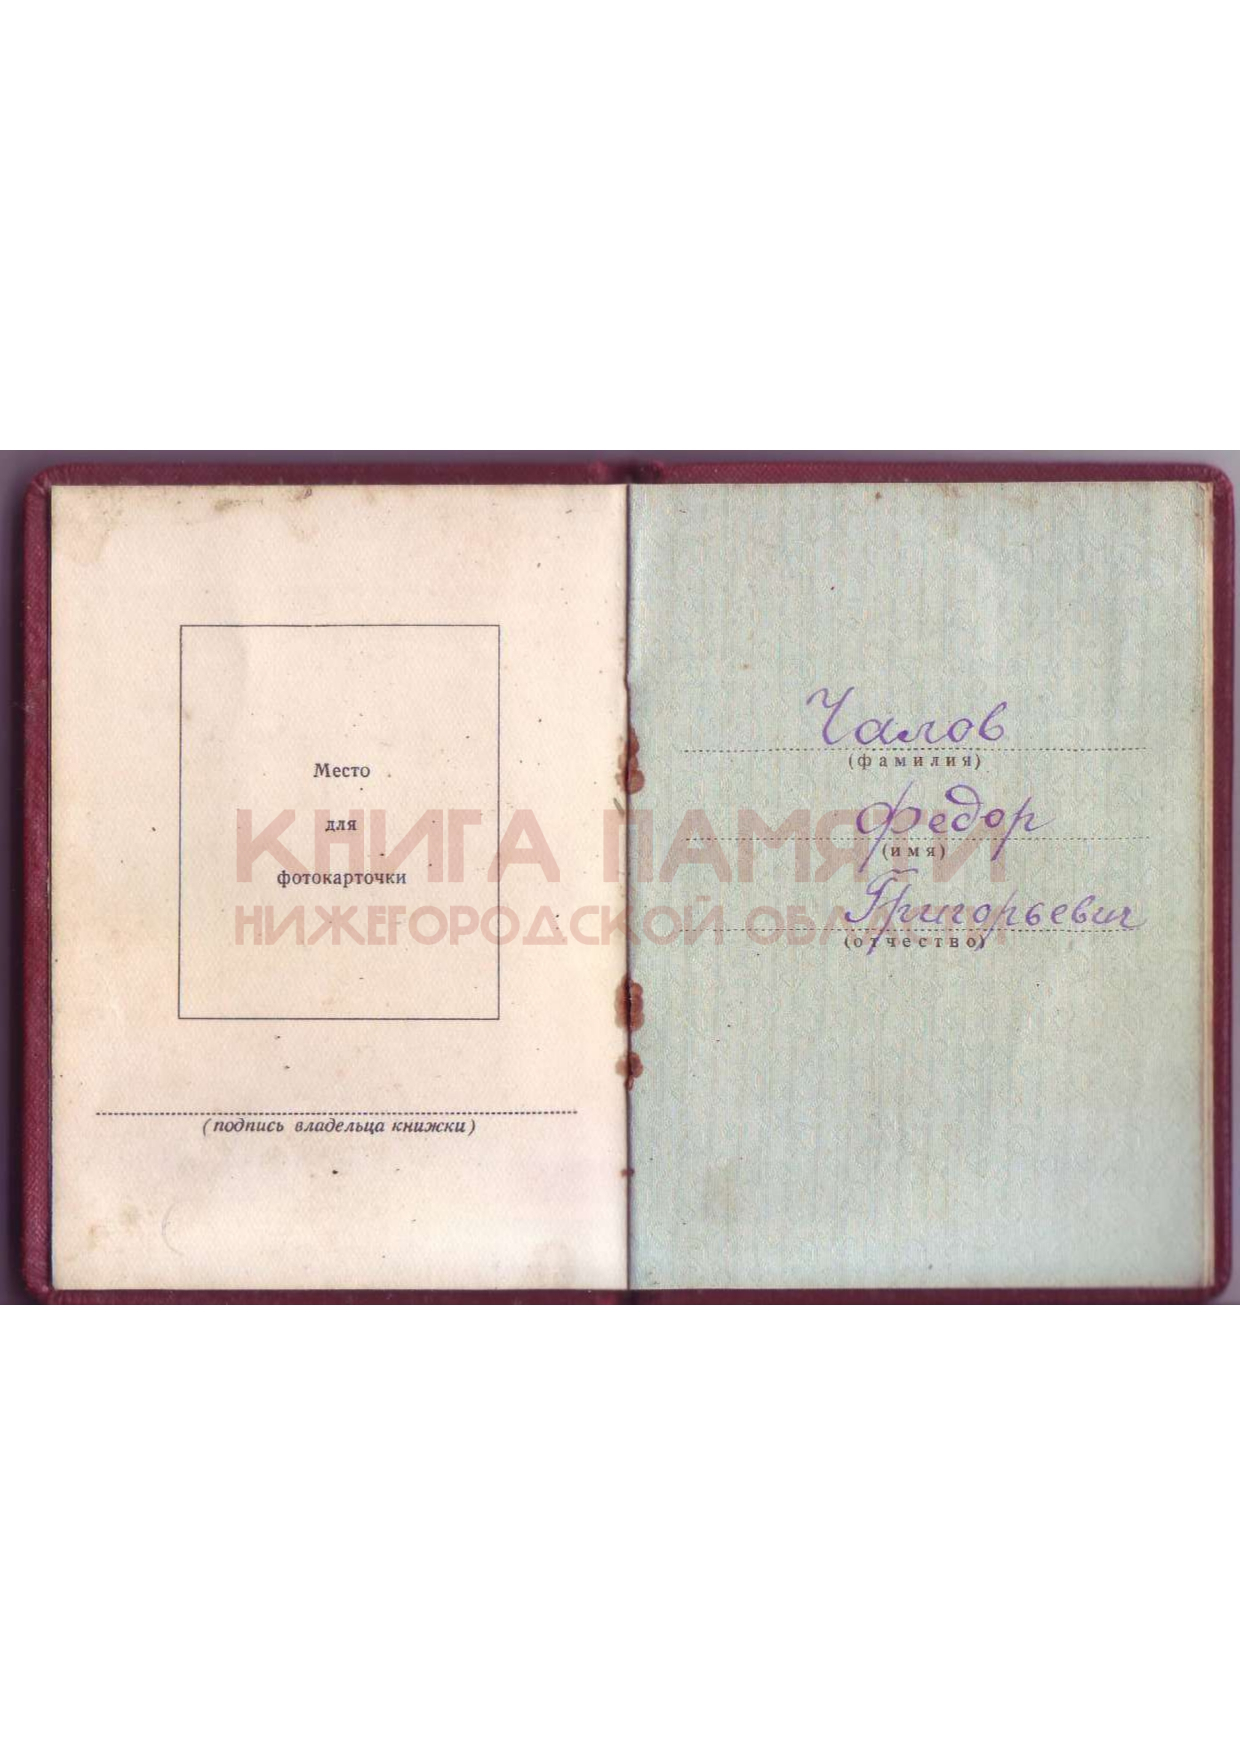 Место
для
фотокарточки
(подпись владельца книжки)
Чалов
(фамилия)
Федор
(имя)
Григорьевич
(отчество)
КНИГА ПАМЯТИ
НИЖЕГОРОДСКОЙ ОБЛАСТИ